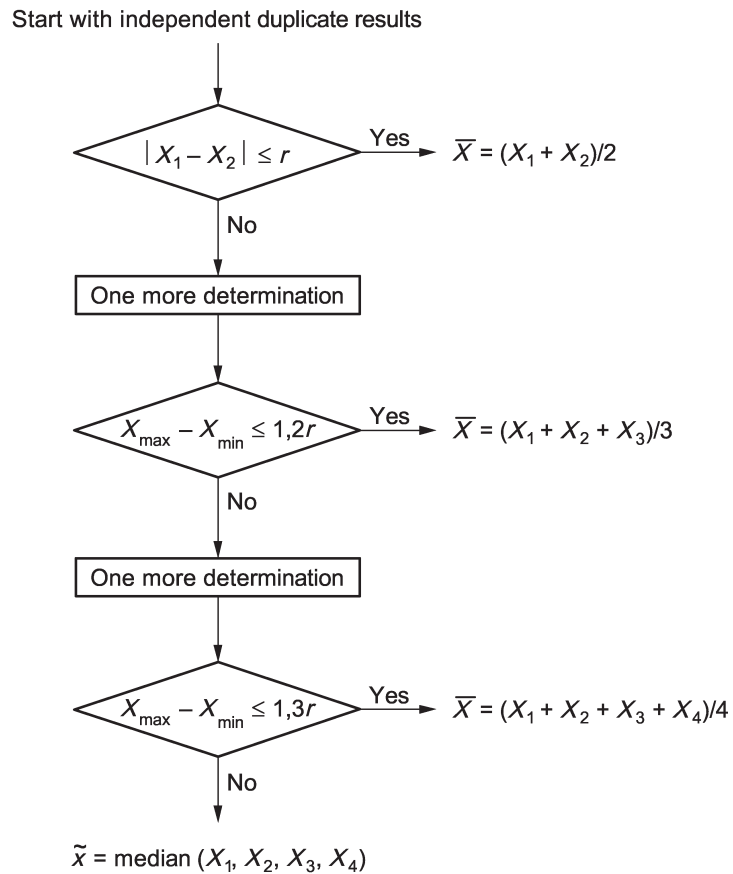 Start with independent duplicate results
|X₁ – X₂| ≤ r
Yes
X̅ = (X₁ + X₂)/2
No
One more determination
Xmax – Xmin ≤ 1,2r
Yes
X̅ = (X₁ + X₂ + X₃)/3
No
One more determination
Xmax – Xmin ≤ 1,3r
Yes
X̅ = (X₁ + X₂ + X₃ + X₄)/4
No
x̃ = median (X₁, X₂, X₃, X₄)